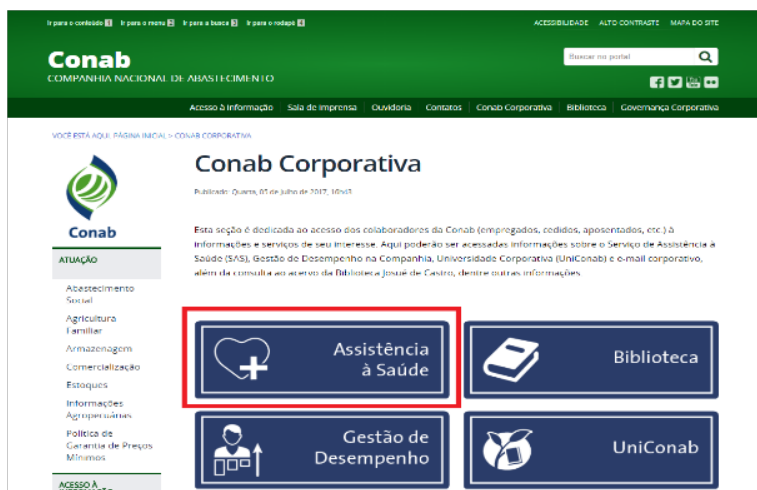 Ir para o conteúdo 1 Ir para o menu 2 Ir para a busca 3 Ir para o rodapé 4
ACESSIBILIDADE ALTO CONTRASTE MAPA DO SITE
Conab
COMPANHIA NACIONAL DE ABASTECIMENTO
Buscar no portal
Acesso à informação Sala de Imprensa Ouvidoria Contatos Conab Corporativa Biblioteca Governança Corporativa
VOCÊ ESTÁ AQUI: PÁGINA INICIAL > CONAB CORPORATIVA
Conab
Conab Corporativa
Publicado: Quarta, 05 de Julho de 2017, 16h43
Esta seção é dedicada ao acesso dos colaboradores da Conab (empregados, cedidos, aposentados, etc.) à
informações e serviços de seu interesse. Aqui poderão ser acessadas informações sobre o Serviço de Assistência à
Saúde (SAS), Gestão de Desempenho na Companhia, Universidade Corporativa (UniConab) e e-mail corporativo,
além da consulta ao acervo da Biblioteca Josué de Castro, dentre outras informações
ATUAÇÃO
Abastecimento
Social
Agricultura
Familiar
Armazenagem
Comercialização
Estoques
Informações
Agropecuárias
Política de
Garantia de Preços
Mínimos
ACESSO À
INFORMAÇÃO
Assistência
à Saúde
Biblioteca
Gestão de
Desempenho
UniConab